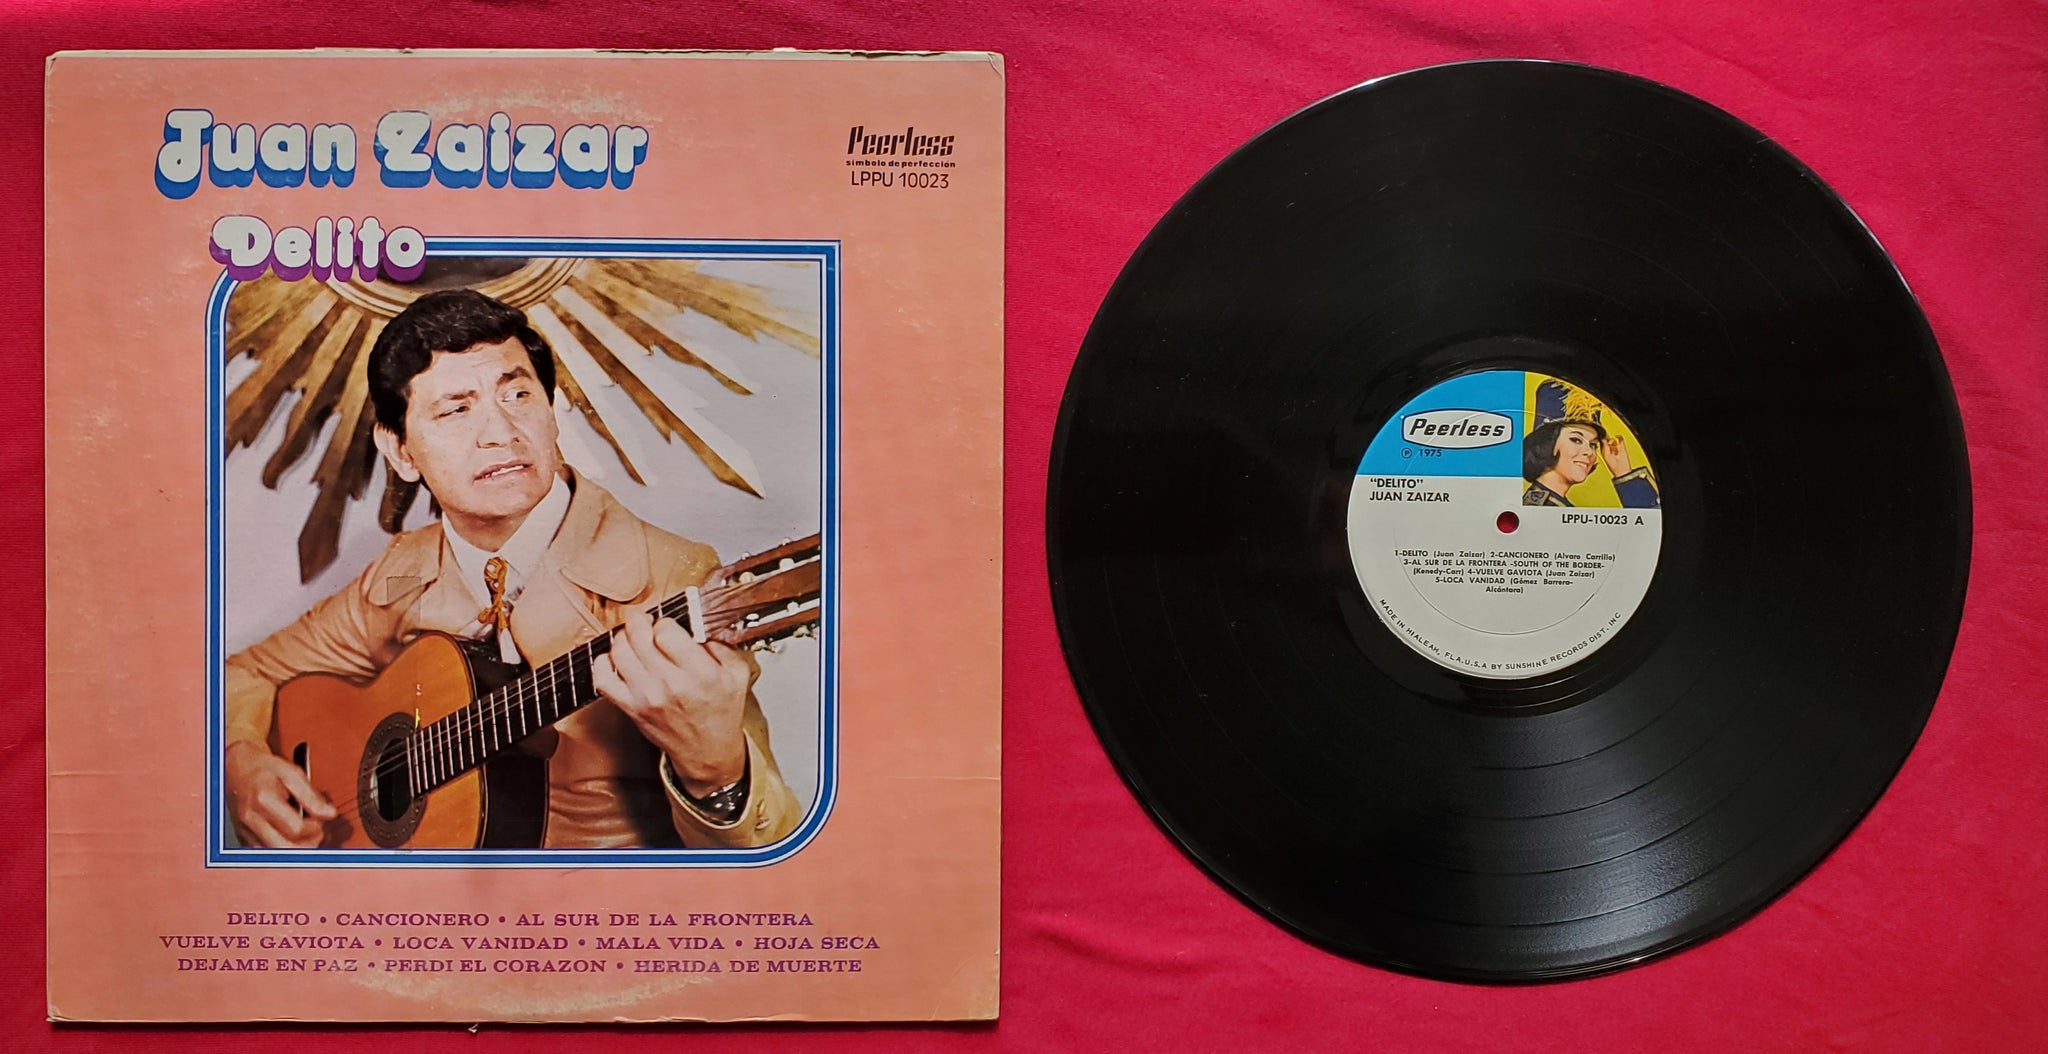 Juan Zaizar
Peerless
símbolo de perfección
LPPU 10023
Delito
DELITO • CANCIONERO • AL SUR DE LA FRONTERA
VUELVE GAVIOTA • LOCA VANIDAD • MALA VIDA • HOJA SECA
DEJAME EN PAZ • PERDI EL CORAZON • HERIDA DE MUERTE
Peerless
℗ 1975
"DELITO"
JUAN ZAIZAR
LPPU-10023 A
1-DELITO (Juan Zaizar) 2-CANCIONERO (Alvaro Carrillo)
3-AL SUR DE LA FRONTERA -SOUTH OF THE BORDER-
(Kenedy-Carr) 4-VUELVE GAVIOTA (Juan Zaizar)
5-LOCA VANIDAD (Gómez Barrera-
Alcántara)
MADE IN HIALEAH, FLA. U.S.A BY SUNSHINE RECORDS DIST. INC